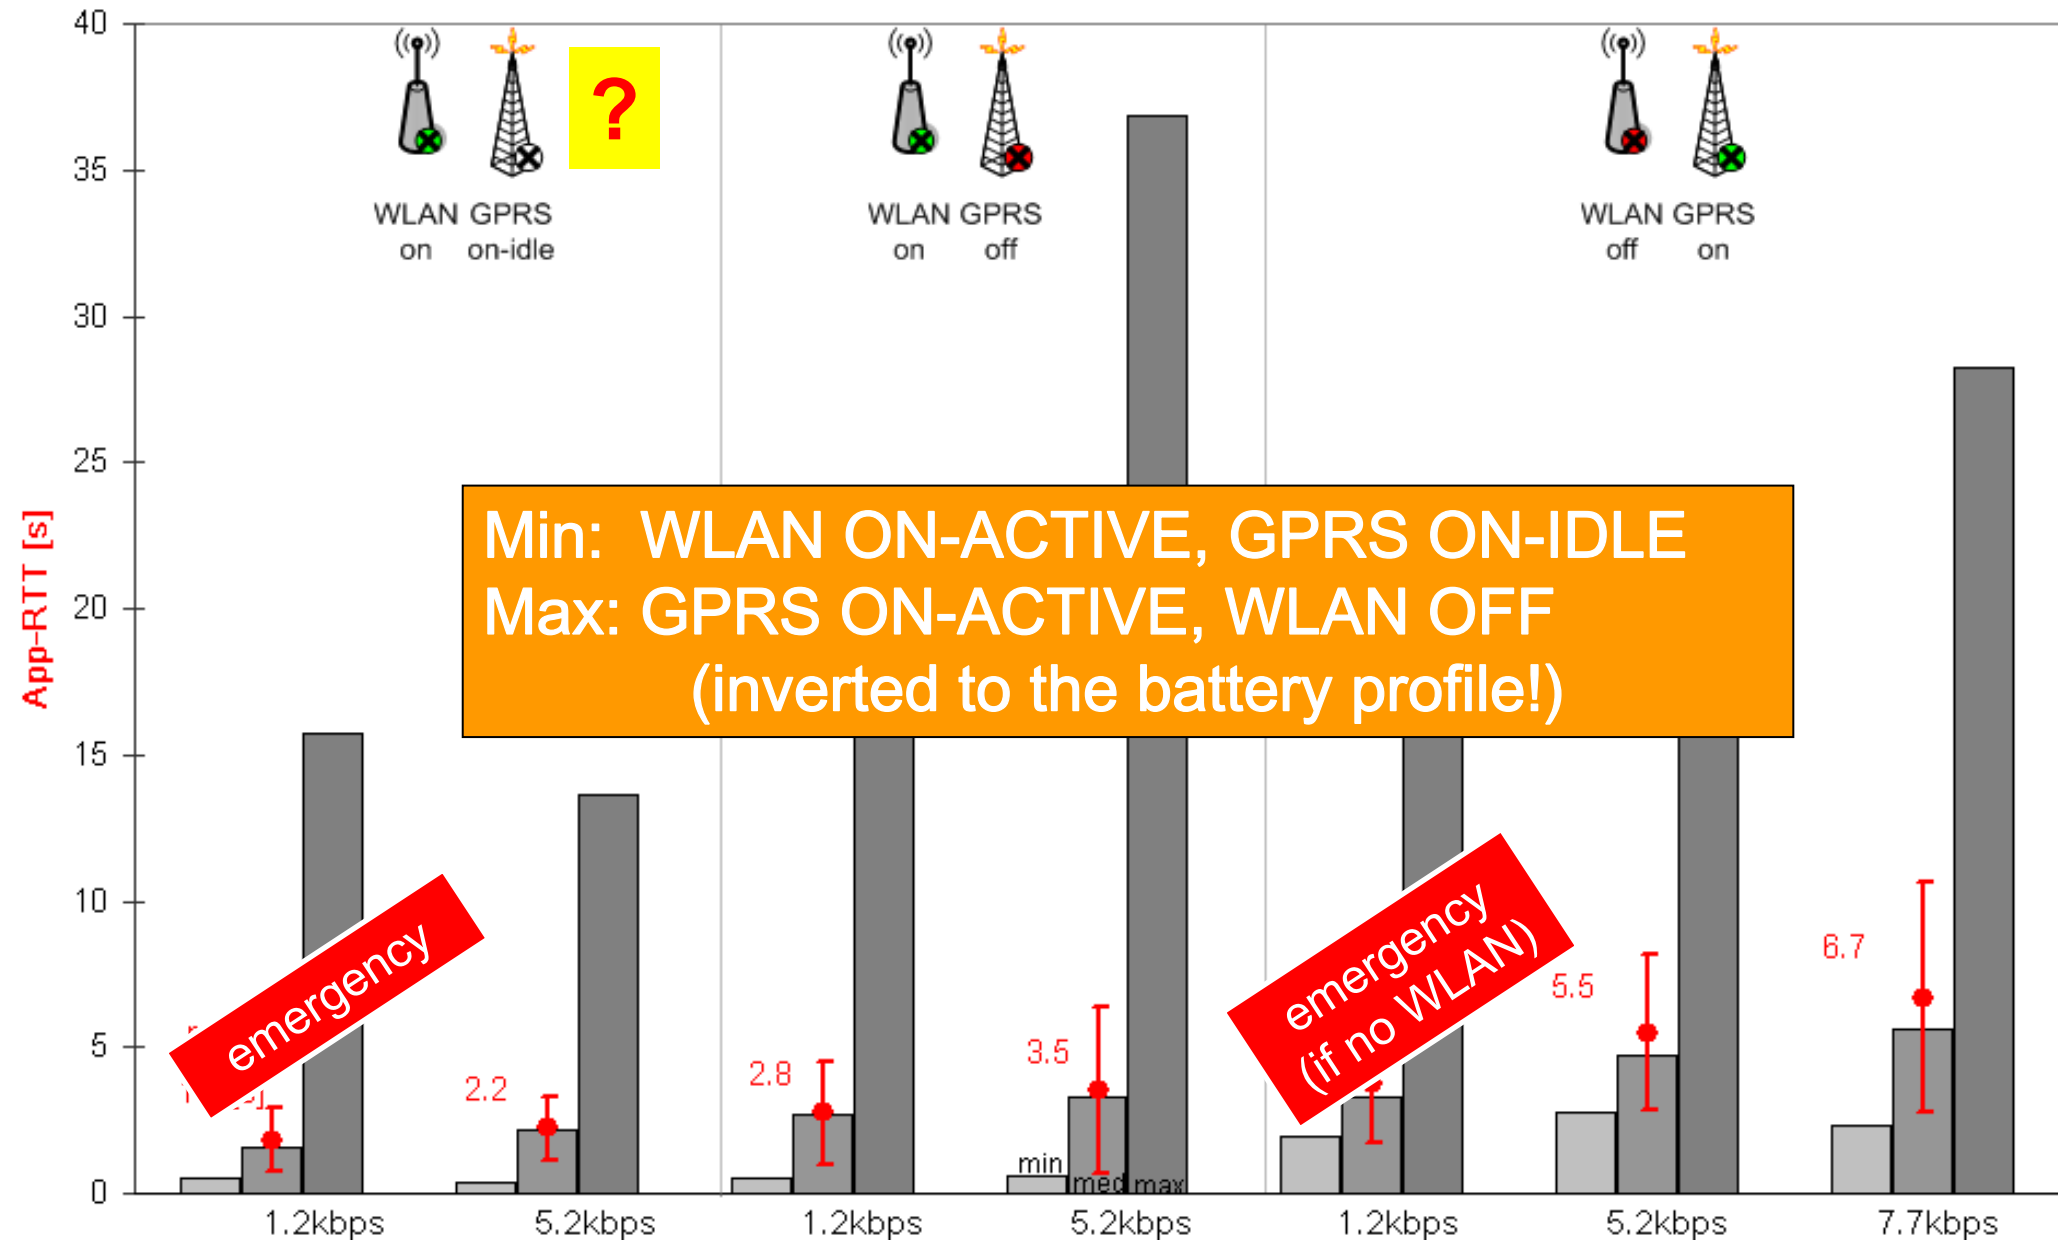 40
35
30
25
20
15
10
5
0
App-RTT [s]
?
WLAN GPRS
on on-idle
WLAN GPRS
on off
WLAN GPRS
off on
Min: WLAN ON-ACTIVE, GPRS ON-IDLE
Max: GPRS ON-ACTIVE, WLAN OFF
(inverted to the battery profile!)
emergency
2.2
2.8
3.5
min
med
max
emergency
(if no WLAN)
5.5
6.7
1.2kbps
5.2kbps
1.2kbps
5.2kbps
1.2kbps
5.2kbps
7.7kbps